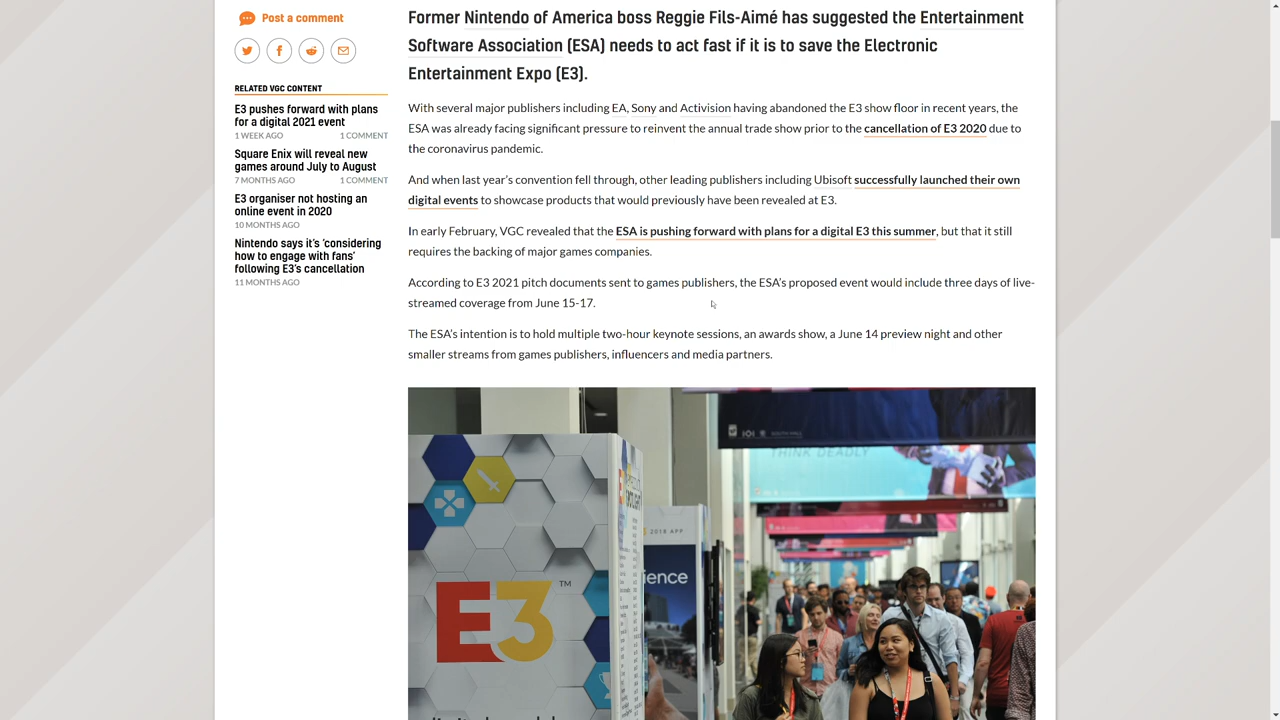 Post a comment
RELATED VGC CONTENT
E3 pushes forward with plans
for a digital 2021 event
1 WEEK AGO 1 COMMENT
Square Enix will reveal new
games around July to August
7 MONTHS AGO 1 COMMENT
E3 organiser not hosting an
online event in 2020
10 MONTHS AGO
Nintendo says it's 'considering
how to engage with fans'
following E3's cancellation
11 MONTHS AGO
Former Nintendo of America boss Reggie Fils-Aimé has suggested the Entertainment
Software Association (ESA) needs to act fast if it is to save the Electronic
Entertainment Expo (E3).
With several major publishers including EA, Sony and Activision having abandoned the E3 show floor in recent years, the
ESA was already facing significant pressure to reinvent the annual trade show prior to the cancellation of E3 2020 due to
the coronavirus pandemic.
And when last year's convention fell through, other leading publishers including Ubisoft successfully launched their own
digital events to showcase products that would previously have been revealed at E3.
In early February, VGC revealed that the ESA is pushing forward with plans for a digital E3 this summer, but that it still
requires the backing of major games companies.
According to E3 2021 pitch documents sent to games publishers, the ESA's proposed event would include three days of live-
streamed coverage from June 15-17.
The ESA's intention is to hold multiple two-hour keynote sessions, an awards show, a June 14 preview night and other
smaller streams from games publishers, influencers and media partners.
IOI SOUTH HALL
THINK DEADLY
2018 APP
ience
E3 TM